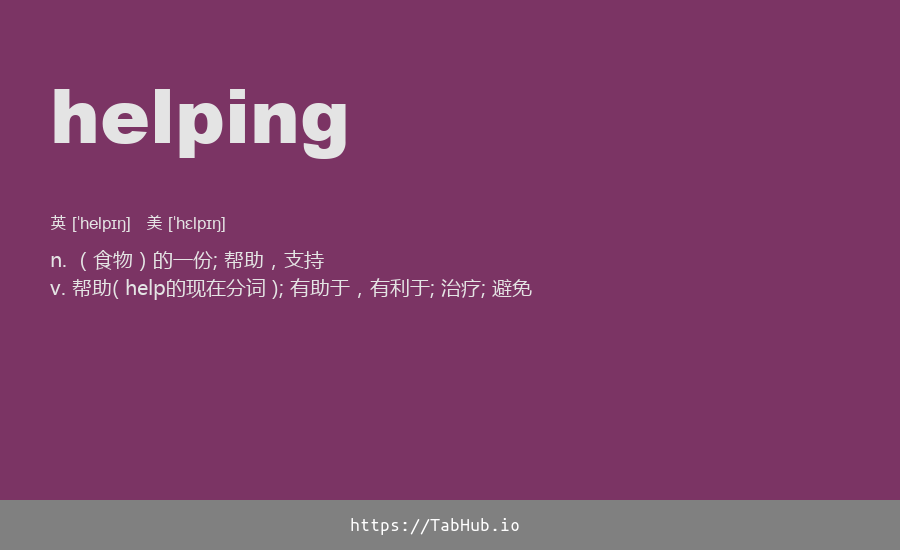 helping
英 [ˈhelpɪŋ] 美 [ˈhɛlpɪŋ]
n. ( 食物 ) 的一份; 帮助 , 支持
v. 帮助( help的现在分词 ); 有助于 , 有利于; 治疗; 避免
https://TabHub.io